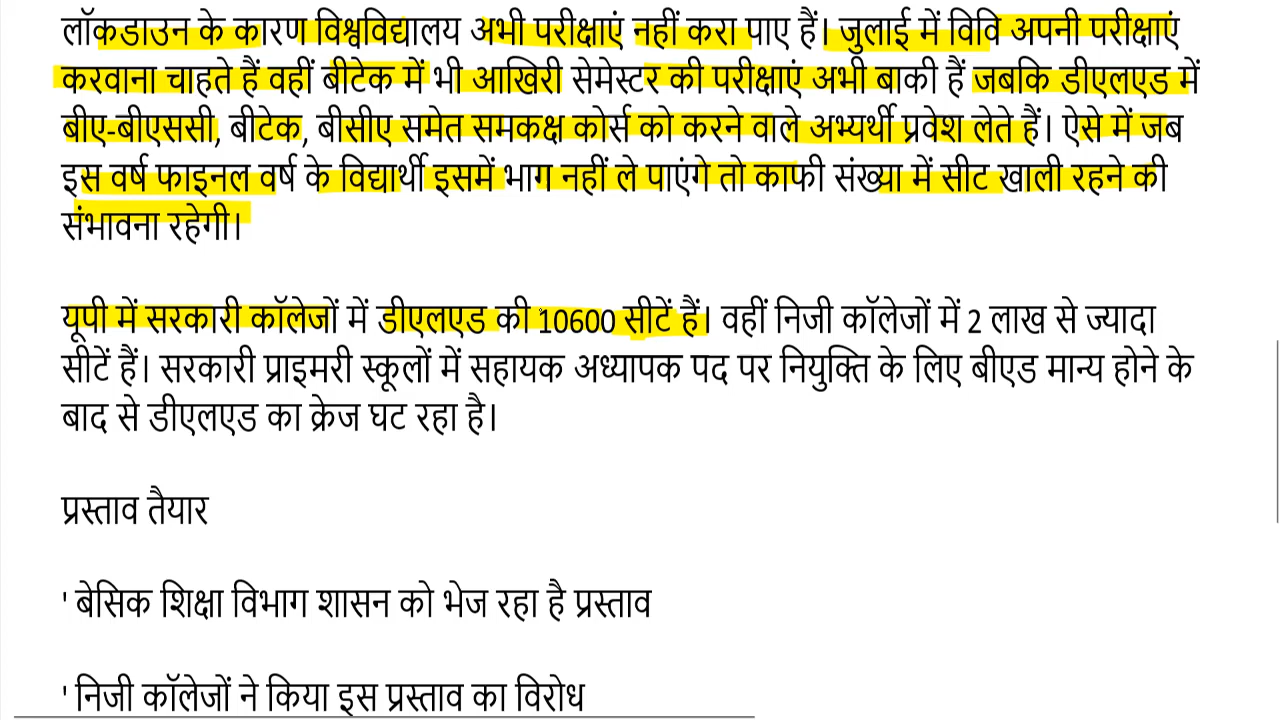 लॉकडाउन के कारण विश्वविद्यालय अभी परीक्षाएं नहीं करा पाए हैं। जुलाई में विवि अपनी परीक्षाएं
करवाना चाहते हैं वहीं बीटेक में भी आखिरी सेमेस्टर की परीक्षाएं अभी बाकी हैं जबकि डीएलएड में
बीए-बीएससी, बीटेक, बीसीए समेत समकक्ष कोर्स को करने वाले अभ्यर्थी प्रवेश लेते हैं। ऐसे में जब
इस वर्ष फाइनल वर्ष के विद्यार्थी इसमें भाग नहीं ले पाएंगे तो काफी संख्या में सीट खाली रहने की
संभावना रहेगी।
यूपी में सरकारी कॉलेजों में डीएलएड की 10600 सीटें हैं। वहीं निजी कॉलेजों में 2 लाख से ज्यादा
सीटें हैं। सरकारी प्राइमरी स्कूलों में सहायक अध्यापक पद पर नियुक्ति के लिए बीएड मान्य होने के
बाद से डीएलएड का क्रेज घट रहा है।
प्रस्ताव तैयार
' बेसिक शिक्षा विभाग शासन को भेज रहा है प्रस्ताव
' निजी कॉलेजों ने किया इस प्रस्ताव का विरोध